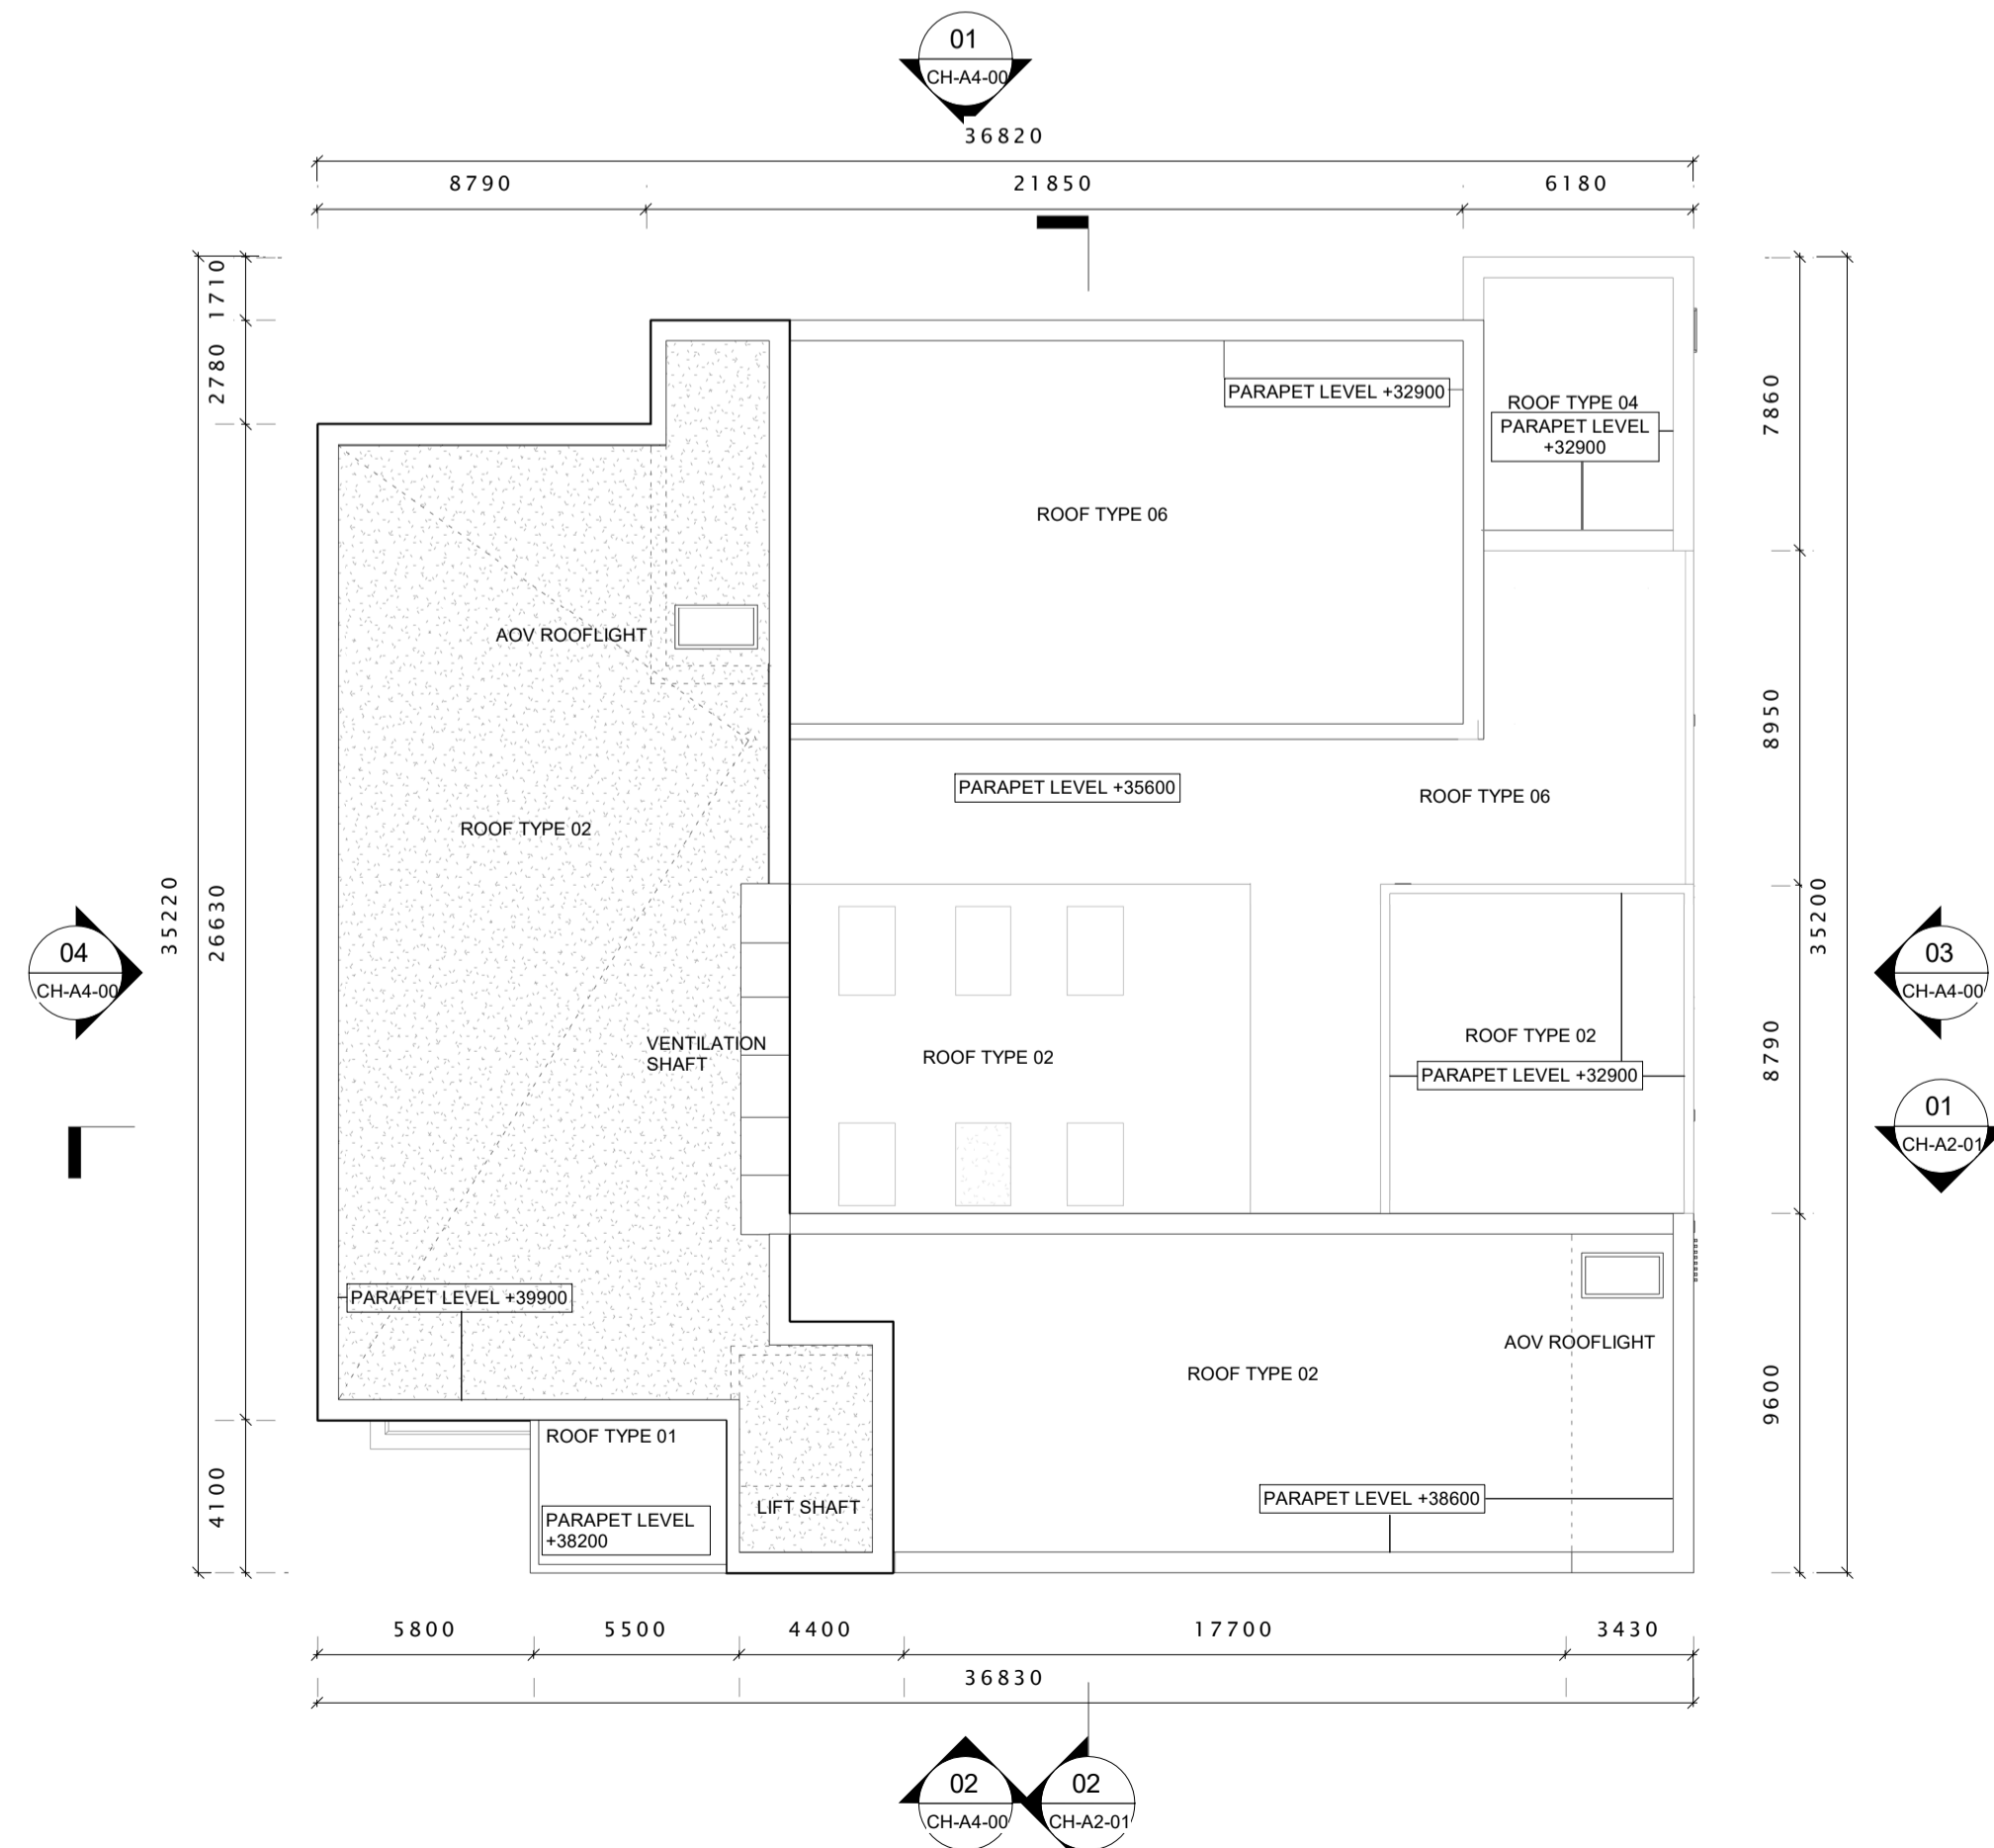 01
CH-A4-00
36820
8790
21850
6180
1710
2780
26630
35220
4100
7860
8950
8790
35200
9600
PARAPET LEVEL +32900
ROOF TYPE 04
PARAPET LEVEL
+32900
ROOF TYPE 06
AOV ROOFLIGHT
PARAPET LEVEL +35600
ROOF TYPE 06
ROOF TYPE 02
04
CH-A4-00
03
CH-A4-00
VENTILATION
SHAFT
ROOF TYPE 02
ROOF TYPE 02
PARAPET LEVEL +32900
01
CH-A2-01
PARAPET LEVEL +39900
AOV ROOFLIGHT
ROOF TYPE 02
ROOF TYPE 01
PARAPET LEVEL
+38200
LIFT SHAFT
PARAPET LEVEL +38600
5800
5500
4400
17700
3430
36830
02
CH-A4-00
02
CH-A2-01